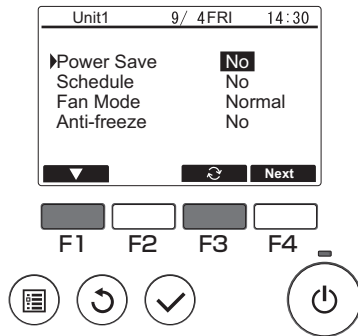 Unit1 9/ 4FRI 14:30
Power Save No
Schedule No
Fan Mode Normal
Anti-freeze No
Next
F1 F2 F3 F4